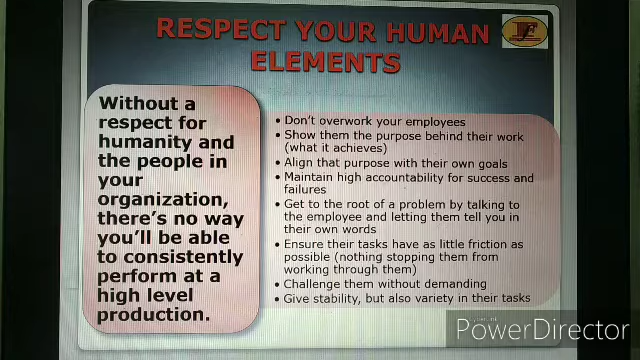 RESPECT YOUR HUMAN
ELEMENTS
Without a
respect for
humanity and
the people in
your
organization,
there's no way
you'll be able
to consistently
perform at a
high level
production.
• Don't overwork your employees
• Show them the purpose behind their work
(what it achieves)
• Align that purpose with their own goals
• Maintain high accountability for success and
failures
• Get to the root of a problem by talking to
the employee and letting them tell you in
their own words
• Ensure their tasks have as little friction as
possible (nothing stopping them from
working through them)
• Challenge them without demanding
• Give stability, but also variety in their tasks
PowerDirector